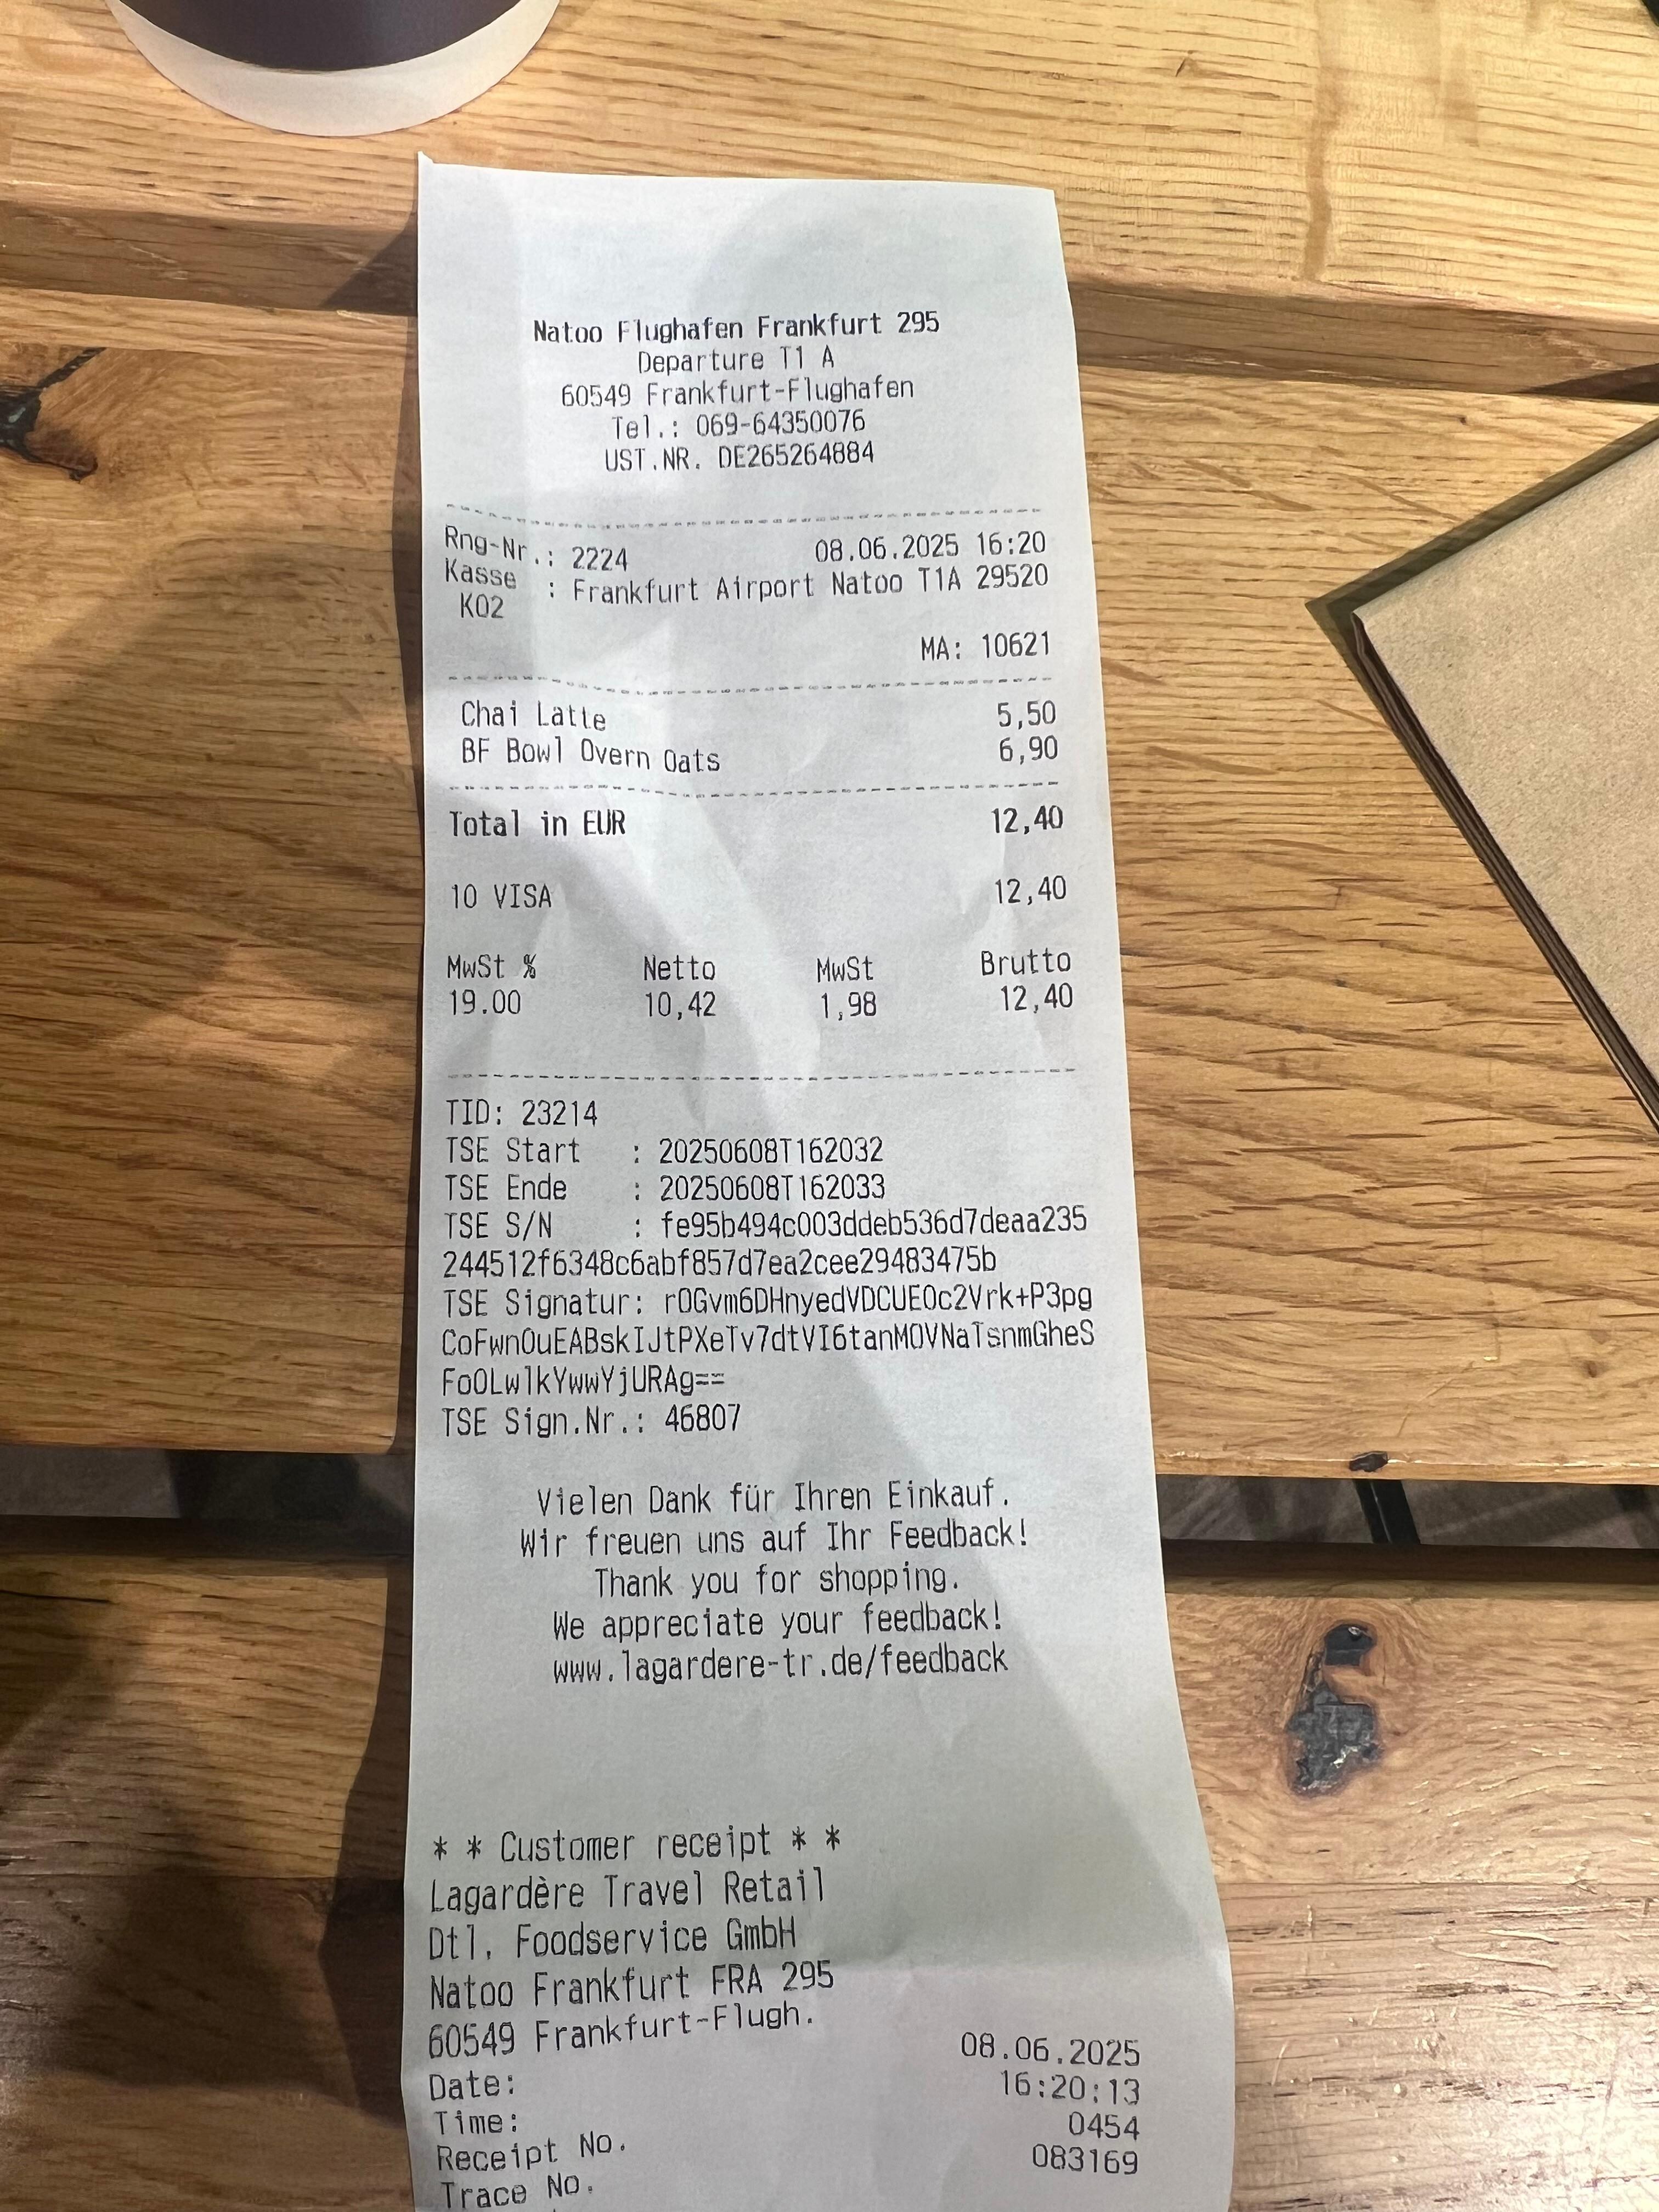 Natoo Flughafen Frankfurt 295
Departure T1 A
60549 Frankfurt-Flughafen
Tel.: 069-64350076
UST.NR. DE265264884
Rng-Nr.: 2224 08.06.2025 16:20
Kasse : Frankfurt Airport Natoo T1A 29520
K02
MA: 10621
Chai Latte 5,50
BF Bowl Overn Oats 6,90
Total in EUR 12,40
10 VISA 12,40
MwSt % Netto MwSt Brutto
19.00 10,42 1,98 12,40
TID: 23214
TSE Start : 20250608T162032
TSE Ende : 20250608T162033
TSE S/N : fe95b494c003ddeb536d7deaa235
244512f6348c6abf857d7ea2cee29483475b
TSE Signatur: rOGvm6DHnyedVDCUEOc2Vrk+P3pg
CoFwnOuEABskIJtPXeTv7dtVI6tanMOVNaTsnmGheS
FoOLwlkYwwYjURAg==
TSE Sign.Nr.: 46807
Vielen Dank für Ihren Einkauf.
Wir freuen uns auf Ihr Feedback!
Thank you for shopping.
We appreciate your feedback!
www.lagardere-tr.de/feedback
* * Customer receipt * *
Lagardère Travel Retail
Dtl. Foodservice GmbH
Natoo Frankfurt FRA 295
60549 Frankfurt-Flugh.
Date: 08.06.2025
Time: 16:20:13
Receipt No. 0454
Trace No. 083169